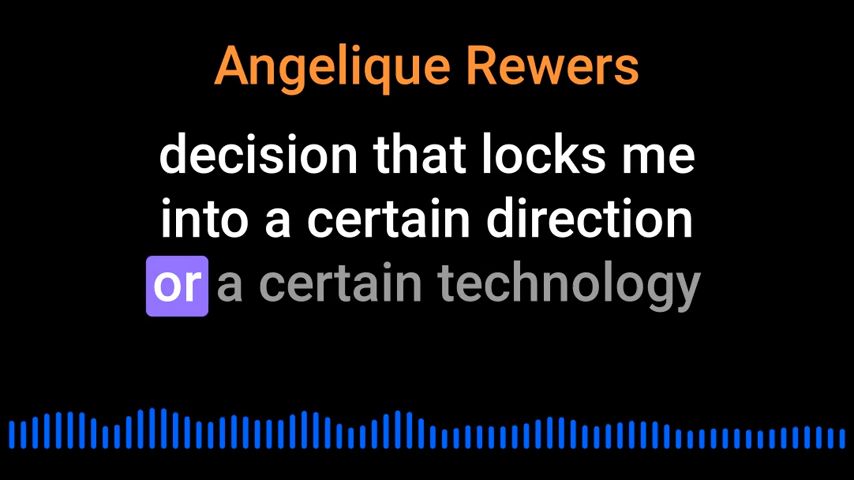 Angelique Rewers
decision that locks me
into a certain direction
or a certain technology